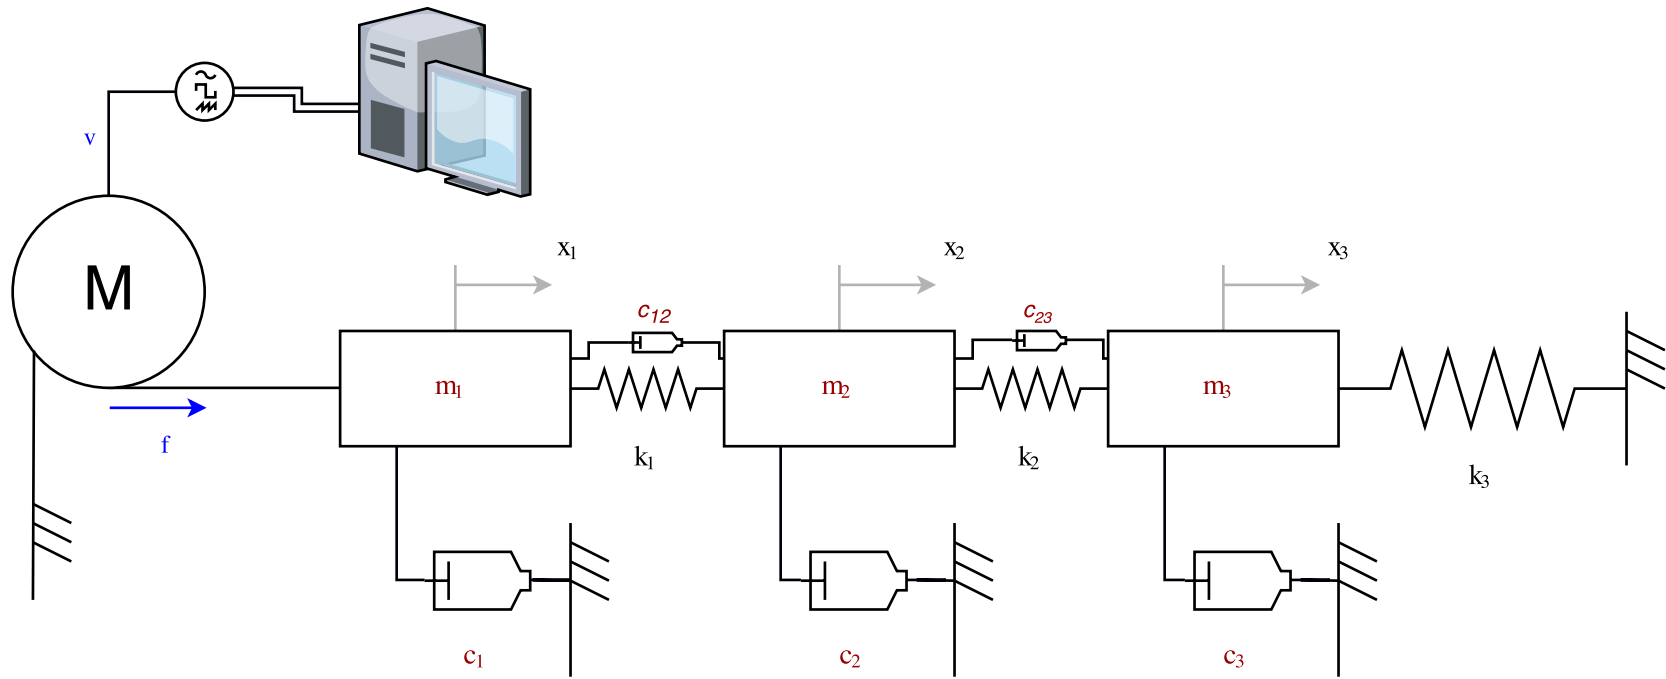 v
M
f
x₁
x₂
x₃
c₁₂
c₂₃
m₁
m₂
m₃
k₁
k₂
k₃
c₁
c₂
c₃